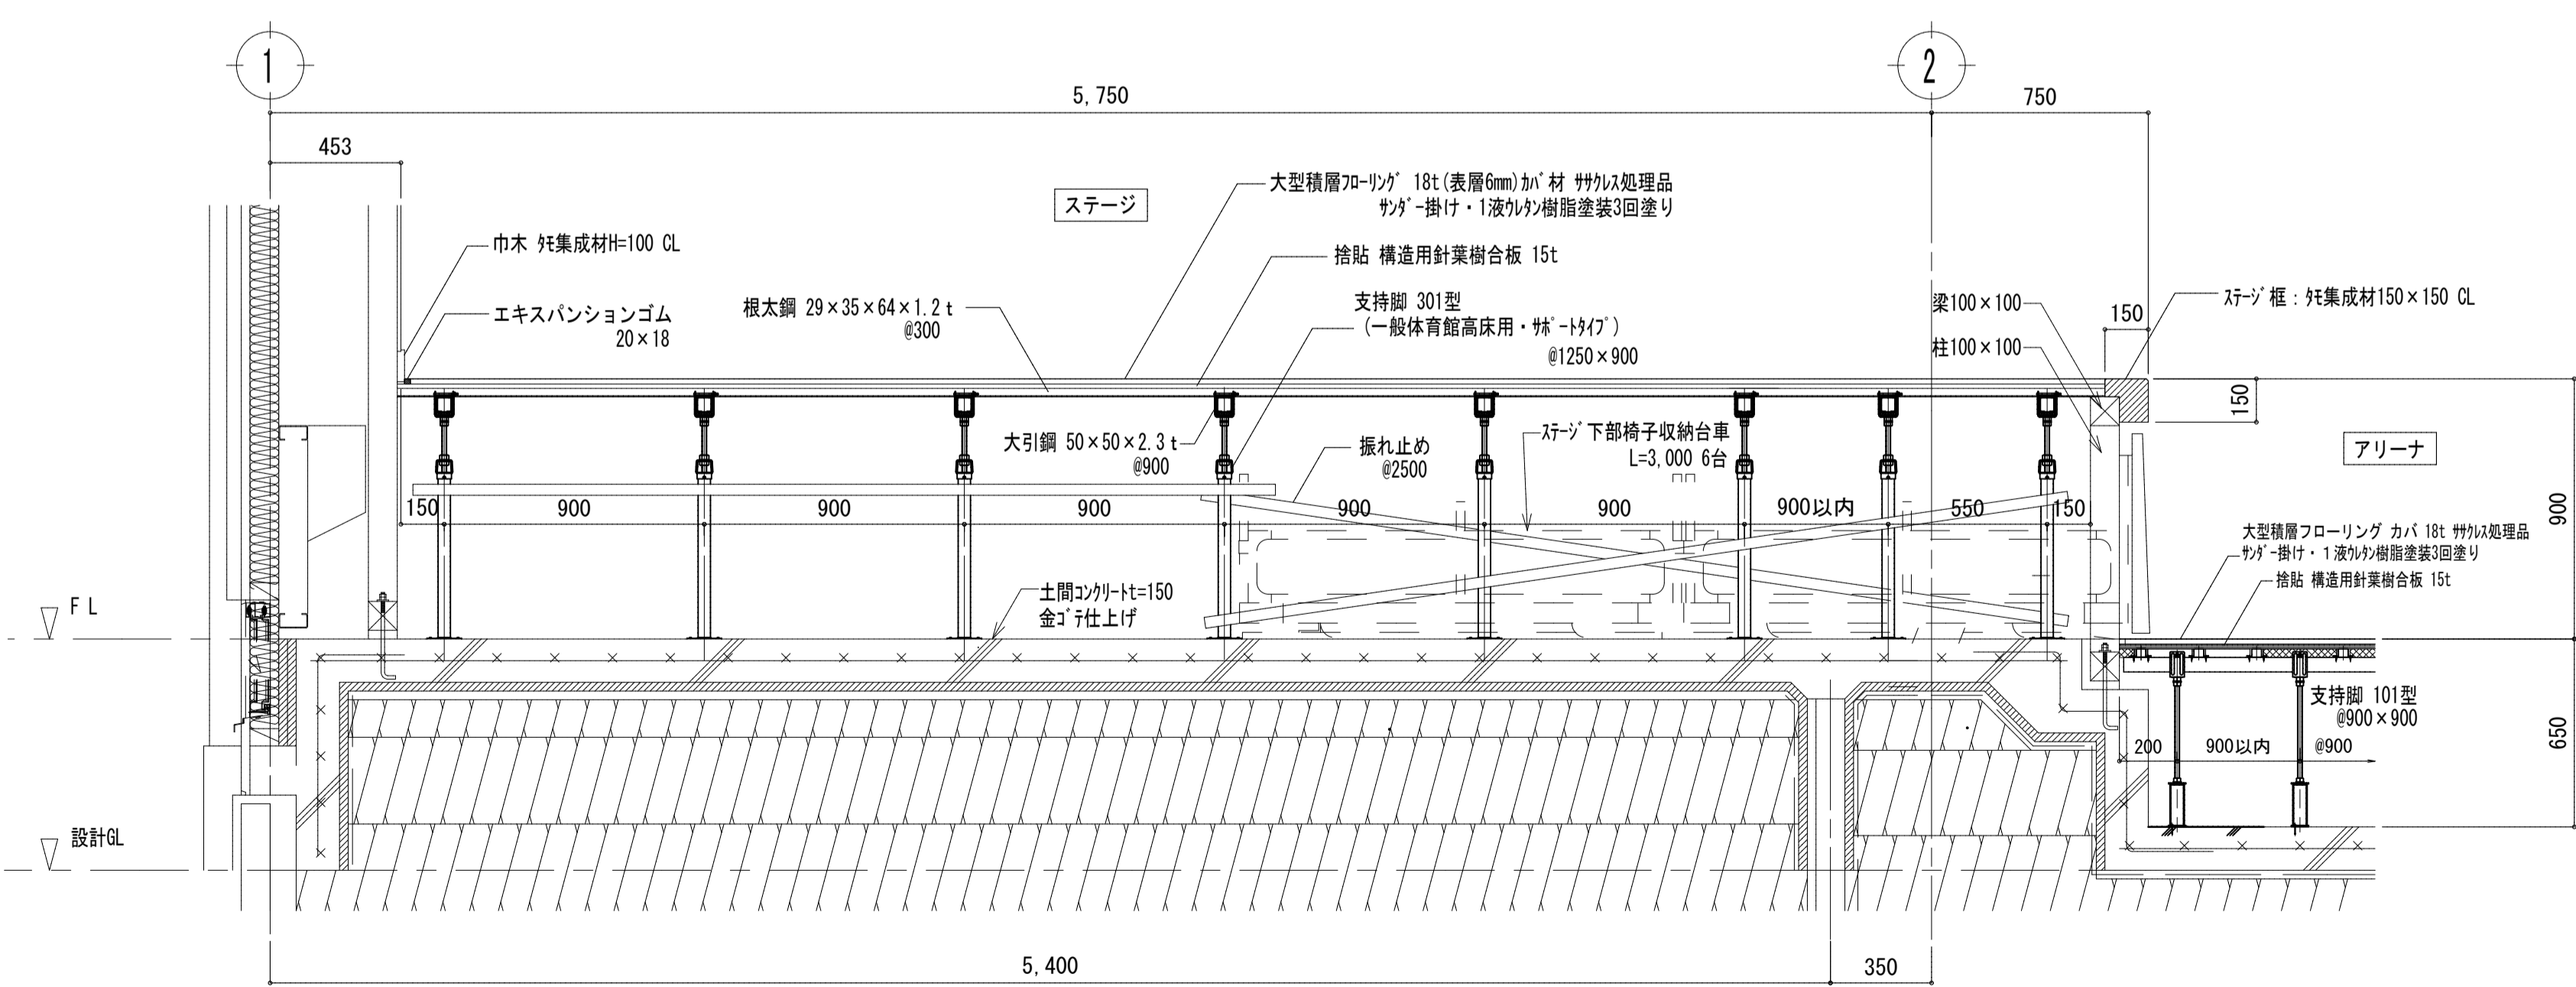 1
2
5,750
750
453
大型積層ﾌﾛｰﾘﾝｸﾞ 18t(表層6mm)ｶﾊﾞ材 ｻｻｸﾚｽ処理品
ｻﾝﾀﾞｰ掛け・1液ｳﾚﾀﾝ樹脂塗装3回塗り
ステージ
巾木 ﾀﾓ集成材H=100 CL
捨貼 構造用針葉樹合板 15t
エキスパンションゴム
20×18
根太鋼 29×35×64×1.2t
@300
支持脚 301型
(一般体育館高床用・ｻﾎﾟｰﾄﾀｲﾌﾟ)
@1250×900
梁100×100
柱100×100
150
ｽﾃｰｼﾞ框：ﾀﾓ集成材150×150 CL
150
大引鋼 50×50×2.3t
@900
振れ止め
@2500
ｽﾃｰｼﾞ下部椅子収納台車
L=3,000 6台
アリーナ
150
900
900
900
900
900
900以内
550
150
900
大型積層フローリング カバ 18t ｻｻｸﾚｽ処理品
ｻﾝﾀﾞｰ掛け・1液ｳﾚﾀﾝ樹脂塗装3回塗り
捨貼 構造用針葉樹合板 15t
土間ｺﾝｸﾘｰﾄt=150
金ｺﾞﾃ仕上げ
FL
支持脚 101型
@900×900
200
900以内
@900
650
設計GL
5,400
350